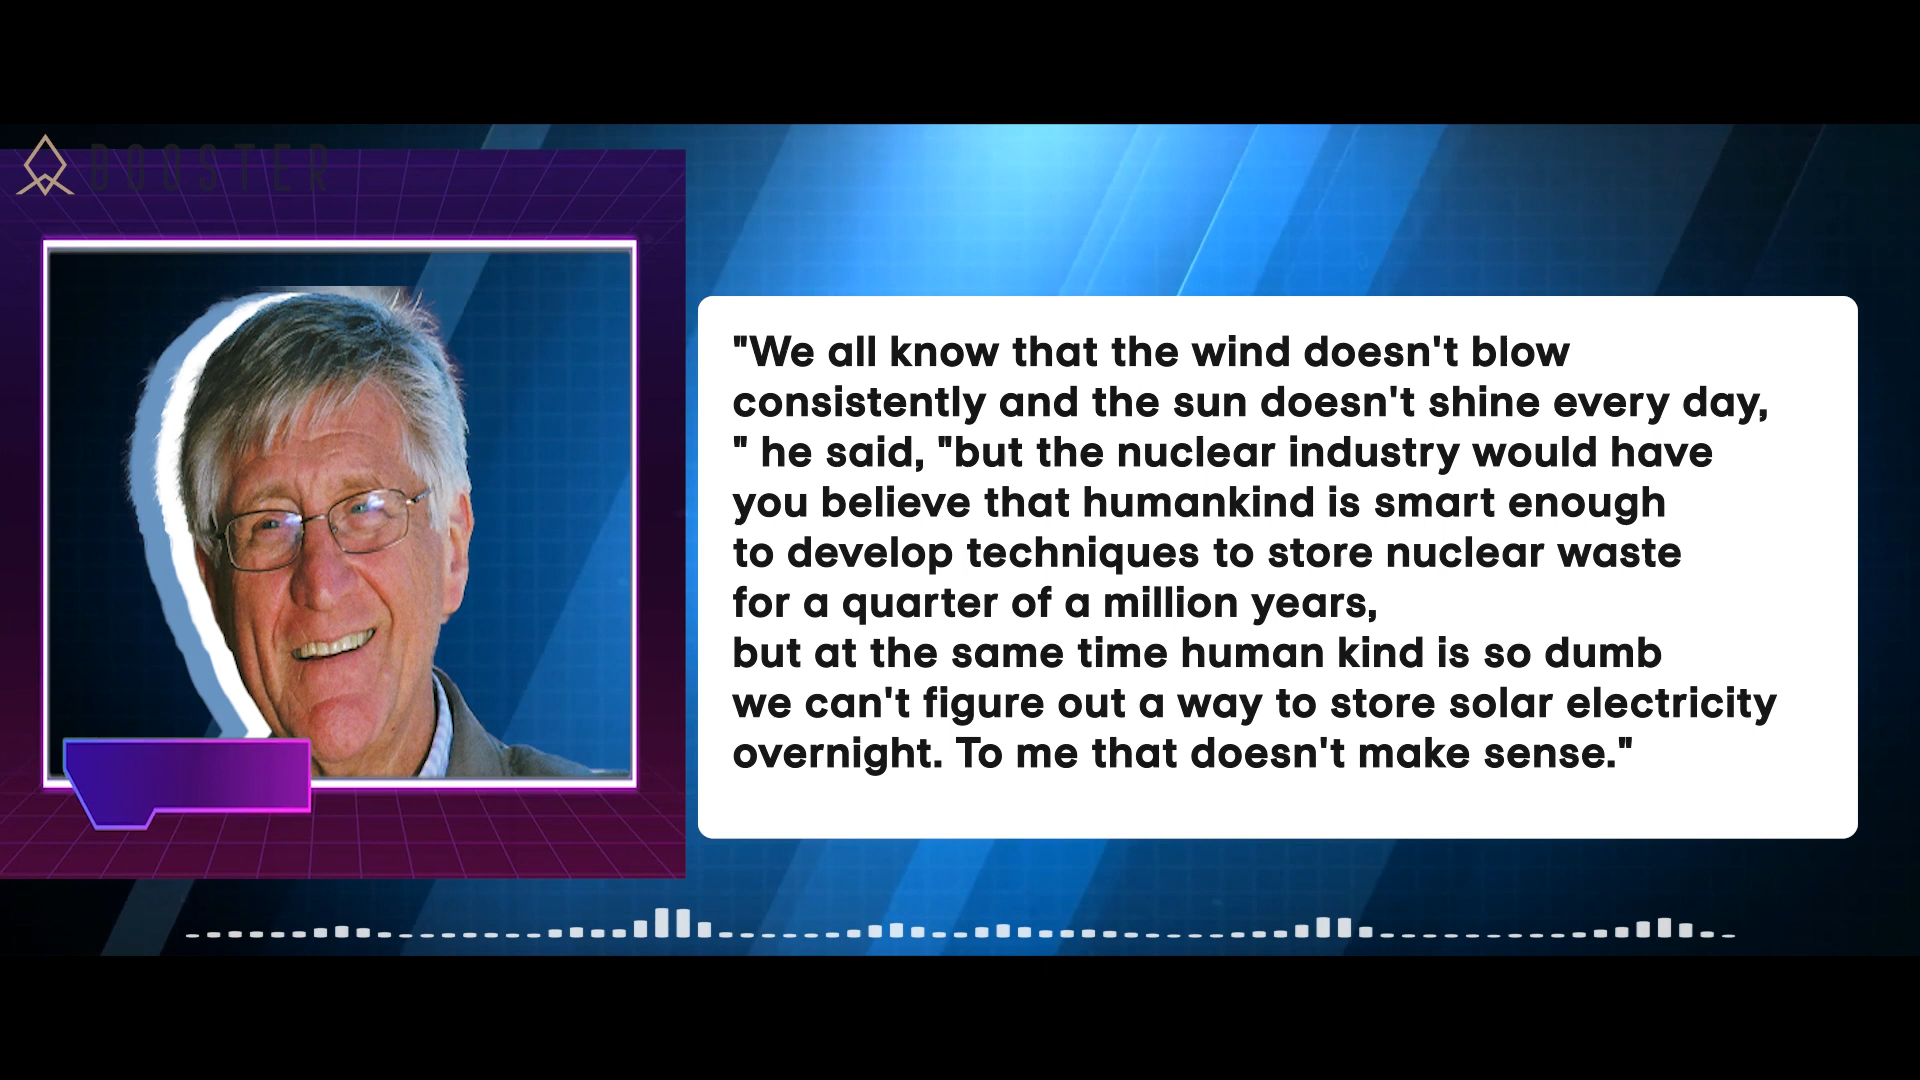 BOOSTER
"We all know that the wind doesn't blow
consistently and the sun doesn't shine every day,
" he said, "but the nuclear industry would have
you believe that humankind is smart enough
to develop techniques to store nuclear waste
for a quarter of a million years,
but at the same time human kind is so dumb
we can't figure out a way to store solar electricity
overnight. To me that doesn't make sense."